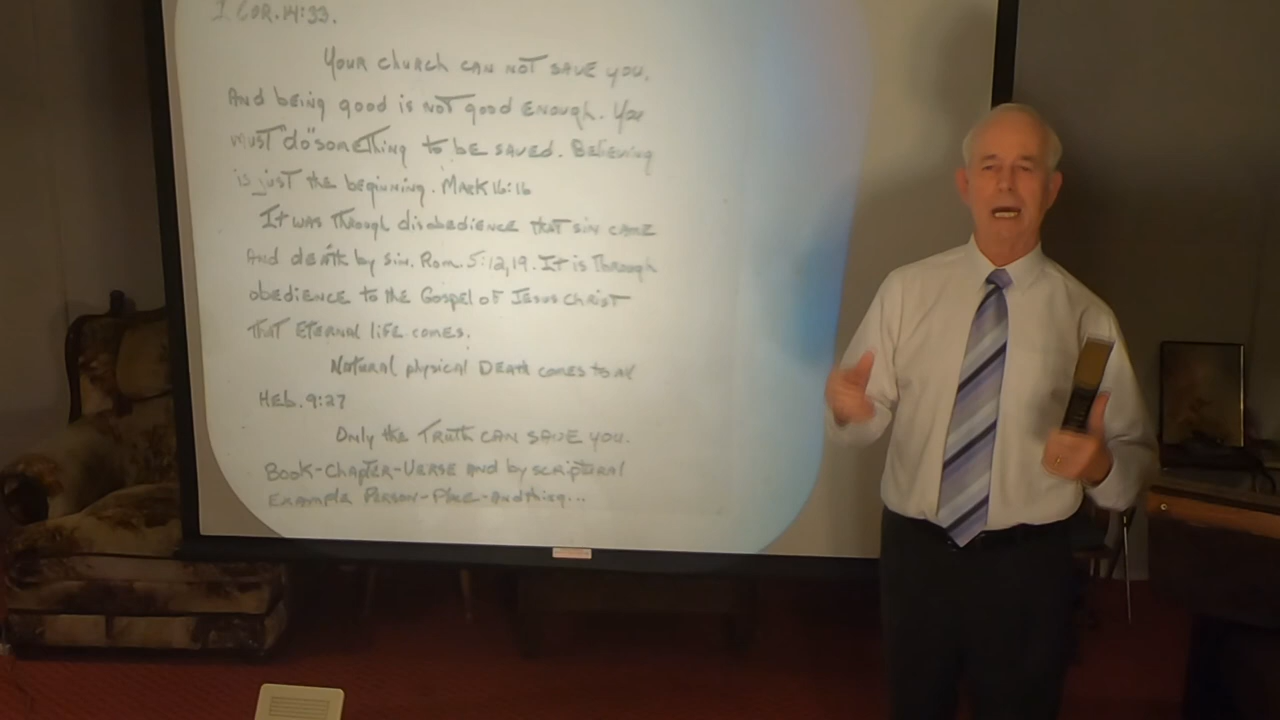 I COR. 14:33.
Your church can not save you.
And being good is not good enough. You
must "do" something to be saved. Believing
is just the beginning. Mark 16:16
It was Through disobedience that sin came
And death by sin. Rom. 5:12,19. It is Through
obedience to the Gospel of Jesus Christ
That Eternal life comes.
Natural physical Death comes to all
Heb. 9:27
Only the Truth can save you.
Book-Chapter-Verse and by scriptural
Example Person-Place-And thing...